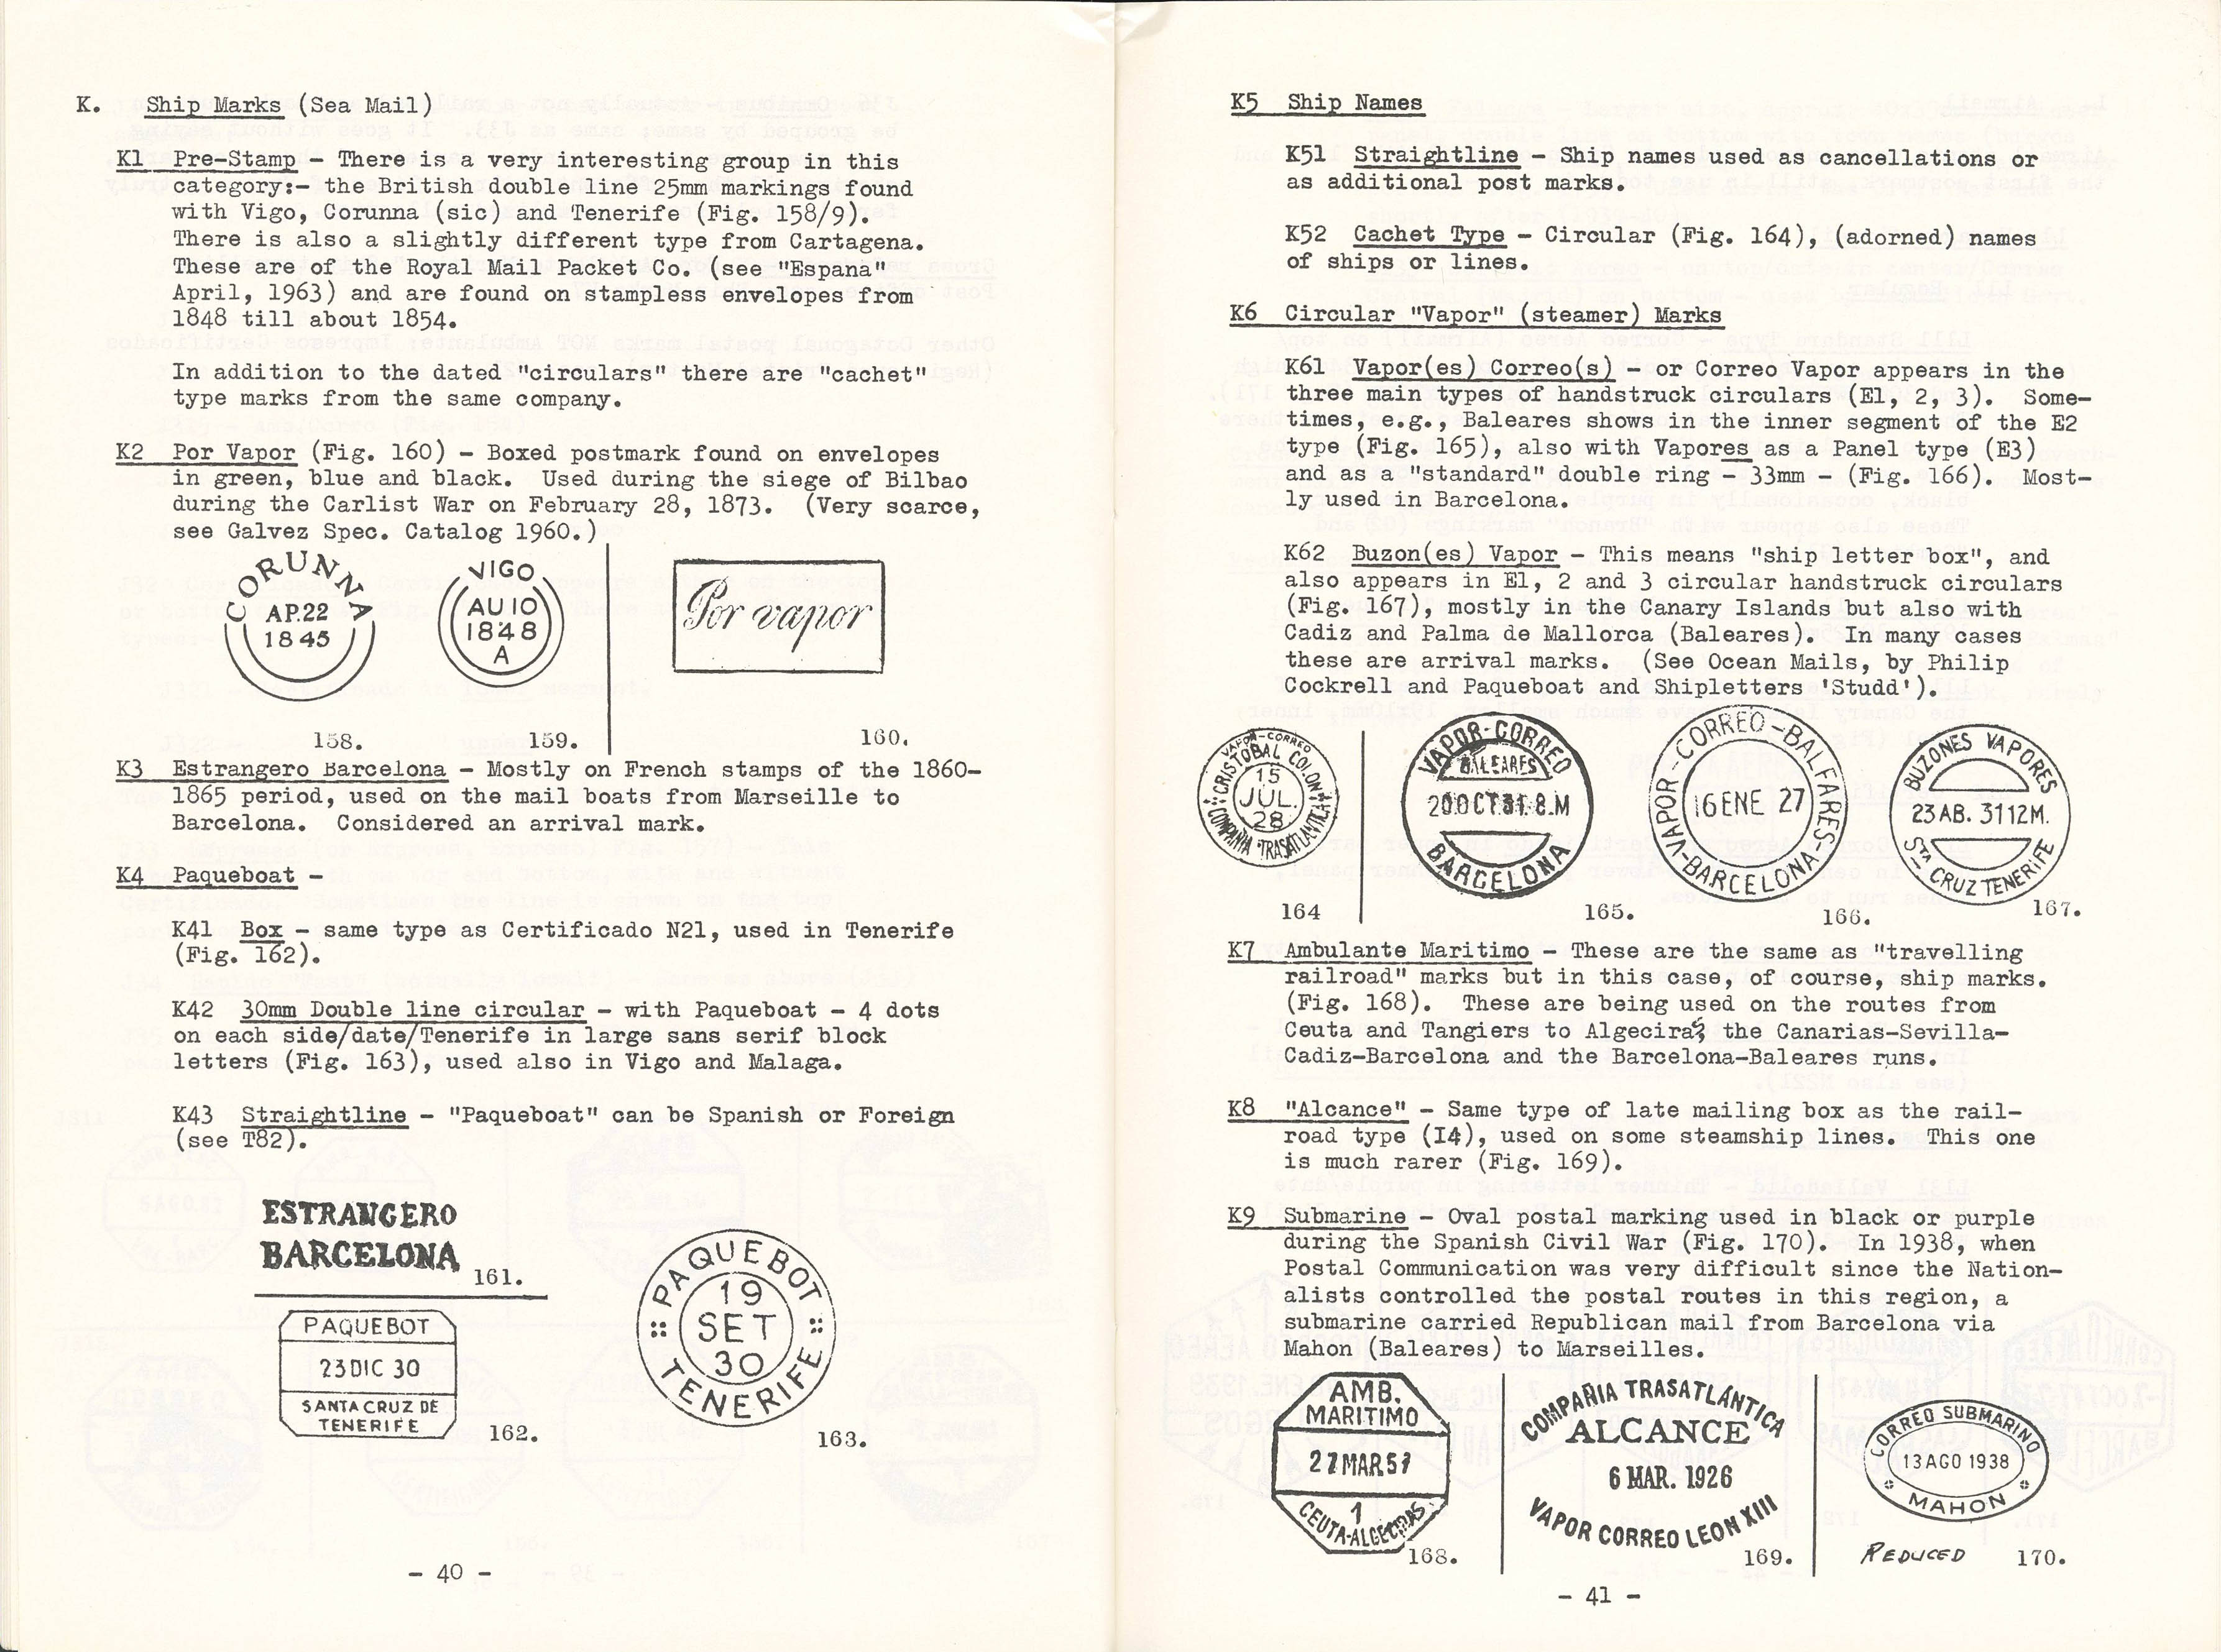 K. Ship Marks (Sea Mail)
K1 Pre-Stamp - There is a very interesting group in this
category:- the British double line 25mm markings found
with Vigo, Corunna (sic) and Tenerife (Fig. 158/9).
There is also a slightly different type from Cartagena.
These are of the Royal Mail Packet Co. (see "Espana"
April, 1963) and are found on stampless envelopes from
1848 till about 1854.
In addition to the dated "circulars" there are "cachet"
type marks from the same company.
K2 Por Vapor (Fig. 160) - Boxed postmark found on envelopes
in green, blue and black. Used during the siege of Bilbao
during the Carlist War on February 28, 1873. (Very scarce,
see Galvez Spec. Catalog 1960.)
CORUNNA
AP.22
1845
158.
VIGO
AU 10
1848
A
159.
Por vapor
160.
K3 Estrangero Barcelona - Mostly on French stamps of the 1860-
1865 period, used on the mail boats from Marseille to
Barcelona. Considered an arrival mark.
K4 Paqueboat -
K41 Box - same type as Certificado N21, used in Tenerife
(Fig. 162).
K42 30mm Double line circular - with Paqueboat - 4 dots
on each side/date/Tenerife in large sans serif block
letters (Fig. 163), used also in Vigo and Malaga.
K43 Straightline - "Paqueboat" can be Spanish or Foreign
(see T82).
ESTRANGERO
BARCELONA
161.
PAQUEBOT
23 DIC 30
SANTA CRUZ DE
TENERIFE
162.
PAQUEBOT
19
SET
30
TENERIFE
163.
- 40 -
K5 Ship Names
K51 Straightline - Ship names used as cancellations or
as additional post marks.
K52 Cachet Type - Circular (Fig. 164), (adorned) names
of ships or lines.
K6 Circular "Vapor" (steamer) Marks
K61 Vapor(es) Correo(s) - or Correo Vapor appears in the
three main types of handstruck circulars (E1, 2, 3). Some-
times, e.g., Baleares shows in the inner segment of the E2
type (Fig. 165), also with Vapores as a Panel type (E3)
and as a "standard" double ring - 33mm - (Fig. 166). Most-
ly used in Barcelona.
K62 Buzon(es) Vapor - This means "ship letter box", and
also appears in E1, 2 and 3 circular handstruck circulars
(Fig. 167), mostly in the Canary Islands but also with
Cadiz and Palma de Mallorca (Baleares). In many cases
these are arrival marks. (See Ocean Mails, by Philip
Cockrell and Paqueboat and Shipletters 'Studd').
VAPOR-CORREO
CRISTOBAL COLON
15
JUL.
28
COMPAÑIA TRASATLANTICA
164
VAPOR-CORREO
BALEARES
20 OCT 31. 8.M
BARCELONA
165.
VAPOR-CORREO-BALEARES-
16 ENE 27
-BARCELONA-
166.
BUZONES VAPORES
23 AB. 31 12M.
STA CRUZ TENERIFE
167.
K7 Ambulante Maritimo - These are the same as "travelling
railroad" marks but in this case, of course, ship marks.
(Fig. 168). These are being used on the routes from
Ceuta and Tangiers to Algeciras, the Canarias-Sevilla-
Cadiz-Barcelona and the Barcelona-Baleares runs.
K8 "Alcance" - Same type of late mailing box as the rail-
road type (I4), used on some steamship lines. This one
is much rarer (Fig. 169).
K9 Submarine - Oval postal marking used in black or purple
during the Spanish Civil War (Fig. 170). In 1938, when
Postal Communication was very difficult since the Nation-
alists controlled the postal routes in this region, a
submarine carried Republican mail from Barcelona via
Mahon (Baleares) to Marseilles.
AMB.
MARITIMO
27 MAR 57
1
CEUTA-ALGECIRAS
168.
COMPAÑIA TRASATLÁNTICA
ALCANCE
6 MAR. 1926
VAPOR CORREO LEON XIII
169.
CORREO SUBMARINO
13 AGO 1938
MAHON
REDUCED
170.
- 41 -